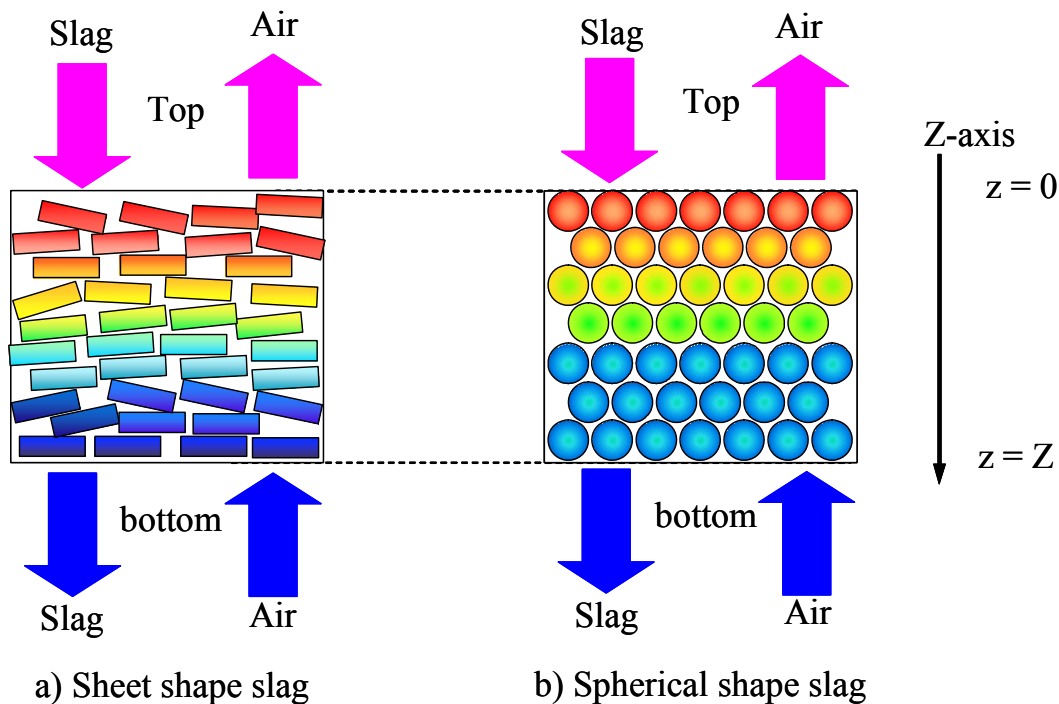 Slag
Air
Top
Slag
Air
Top
Z-axis
z = 0
z = Z
bottom
Slag
Air
bottom
Slag
Air
a) Sheet shape slag
b) Spherical shape slag